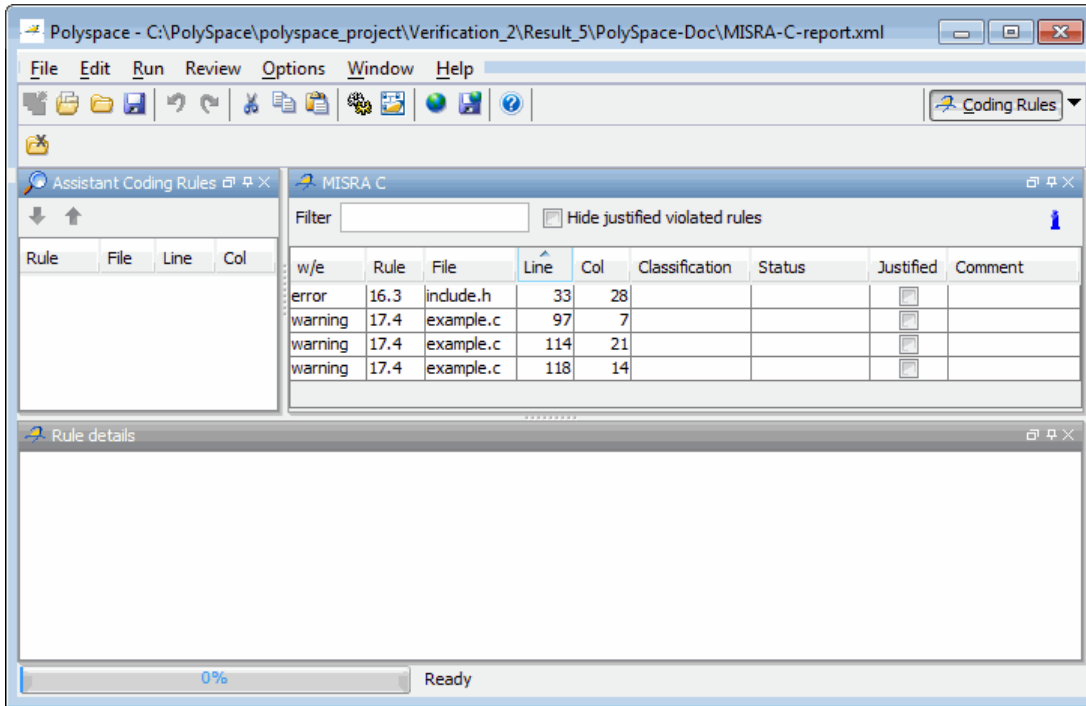 Polyspace - C:\PolySpace\polyspace_project\Verification_2\Result_5\PolySpace-Doc\MISRA-C-report.xml
File Edit Run Review Options Window Help
Coding Rules
Assistant Coding Rules
MISRA C
Filter Hide justified violated rules
Rule File Line Col
w/e Rule File Line Col Classification Status Justified Comment
error 16.3 include.h 33 28
warning 17.4 example.c 97 7
warning 17.4 example.c 114 21
warning 17.4 example.c 118 14
Rule details
0% Ready